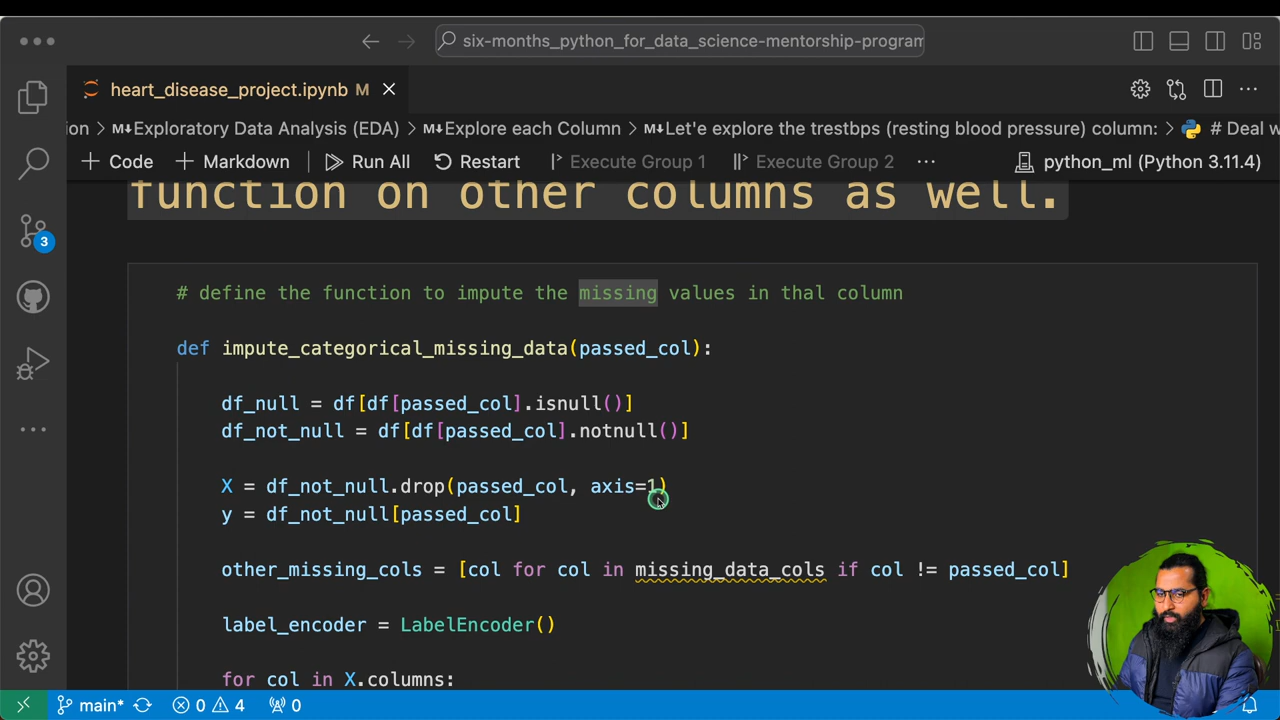 six-months_python_for_data_science-mentorship-program
heart_disease_project.ipynb M
ion > M↓Exploratory Data Analysis (EDA) > M↓Explore each Column > M↓Let's explore the trestbps (resting blood pressure) column: > # Deal w
+ Code + Markdown Run All Restart Execute Group 1 Execute Group 2 ... python_ml (Python 3.11.4)
function on other columns as well.
3
# define the function to impute the missing values in thal column
def impute_categorical_missing_data(passed_col):
df_null = df[df[passed_col].isnull()]
df_not_null = df[df[passed_col].notnull()]
X = df_not_null.drop(passed_col, axis=1)
y = df_not_null[passed_col]
other_missing_cols = [col for col in missing_data_cols if col != passed_col]
label_encoder = LabelEncoder()
for col in X.columns:
main* 0 4 0